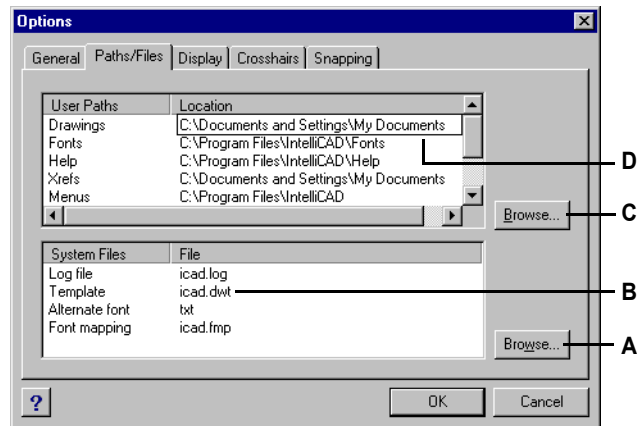 Options
General Paths/Files Display Crosshairs Snapping
User Paths Location
Drawings C:\Documents and Settings\My Documents
Fonts C:\Program Files\IntelliCAD\Fonts
Help C:\Program Files\IntelliCAD\Help
Xrefs C:\Documents and Settings\My Documents
Menus C:\Program Files\IntelliCAD
D
Browse... C
System Files File
Log file icad.log
Template icad.dwt B
Alternate font txt
Font mapping icad.fmp
Browse... A
? OK Cancel